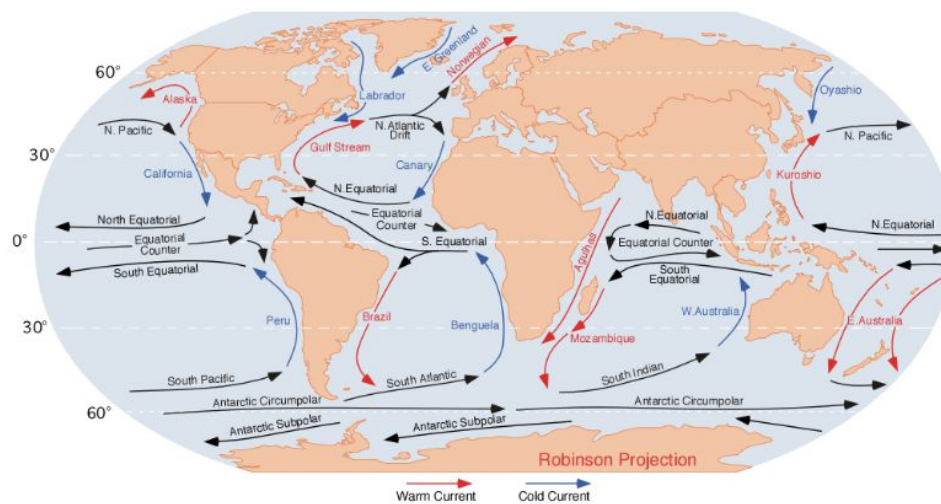 60°
30°
0°
30°
60°
Alaska
N. Pacific
California
North Equatorial
Equatorial
Counter
South Equatorial
Peru
South Pacific
Antarctic Circumpolar
Antarctic Subpolar
Labrador
E. Greenland
Norwegian
N. Atlantic
Drift
Gulf Stream
Canary
N. Equatorial
Equatorial
Counter
S. Equatorial
Brazil
Benguela
South Atlantic
Antarctic Subpolar
Agulhas
Mozambique
N. Equatorial
Equatorial Counter
South
Equatorial
W. Australia
South Indian
Antarctic Circumpolar
Oyashio
N. Pacific
Kuroshio
N. Equatorial
E. Australia
Robinson Projection
Warm Current
Cold Current